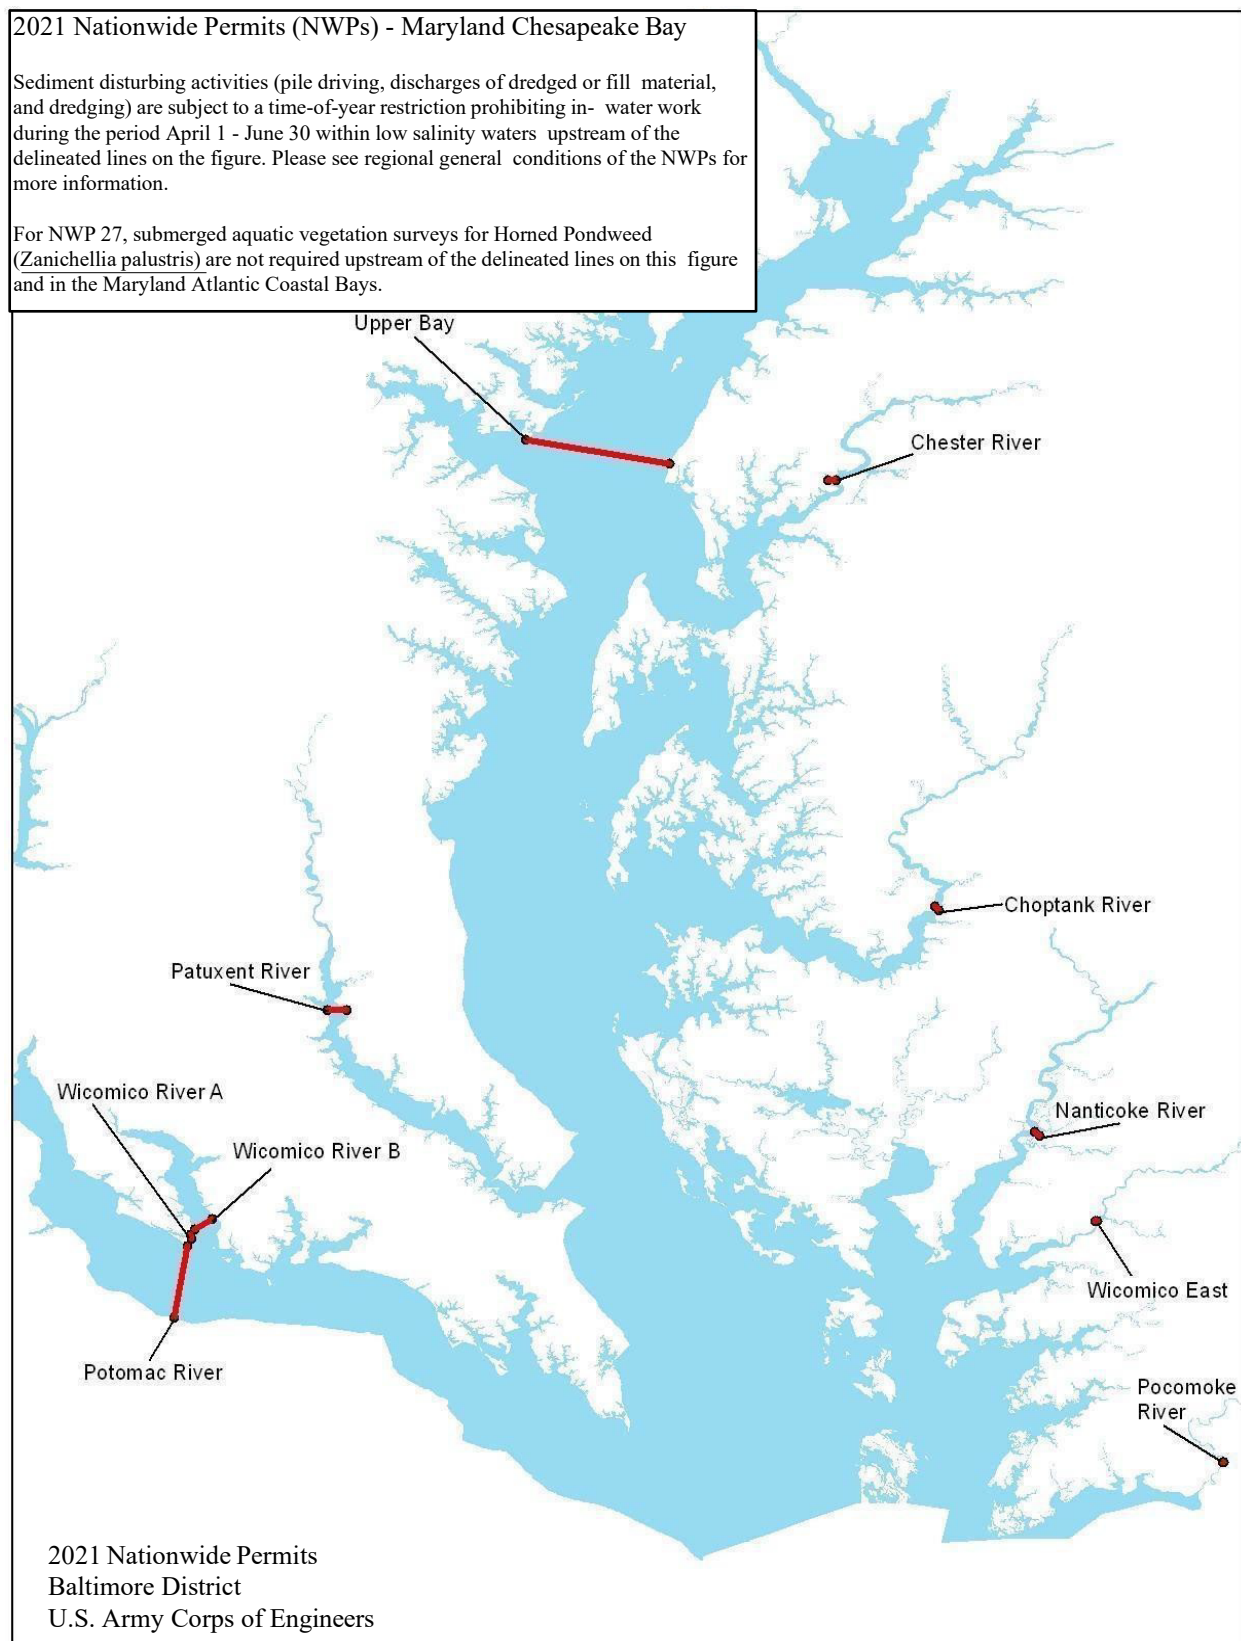 2021 Nationwide Permits (NWPs) - Maryland Chesapeake Bay
Sediment disturbing activities (pile driving, discharges of dredged or fill material,
and dredging) are subject to a time-of-year restriction prohibiting in- water work
during the period April 1 - June 30 within low salinity waters upstream of the
delineated lines on the figure. Please see regional general conditions of the NWPs for
more information.
For NWP 27, submerged aquatic vegetation surveys for Horned Pondweed
(Zanichellia palustris) are not required upstream of the delineated lines on this figure
and in the Maryland Atlantic Coastal Bays.
Upper Bay
Chester River
Choptank River
Patuxent River
Wicomico River A
Nanticoke River
Wicomico River B
Wicomico East
Potomac River
Pocomoke
River
2021 Nationwide Permits
Baltimore District
U.S. Army Corps of Engineers